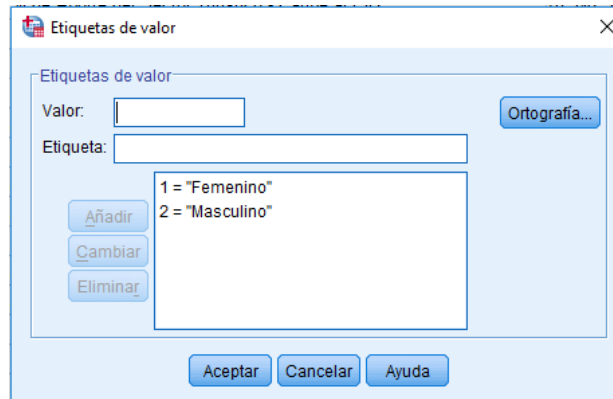 Etiquetas de valor
Etiquetas de valor
Valor:
Ortografía...
Etiqueta:
1 = "Femenino"
2 = "Masculino"
Añadir
Cambiar
Eliminar
Aceptar
Cancelar
Ayuda